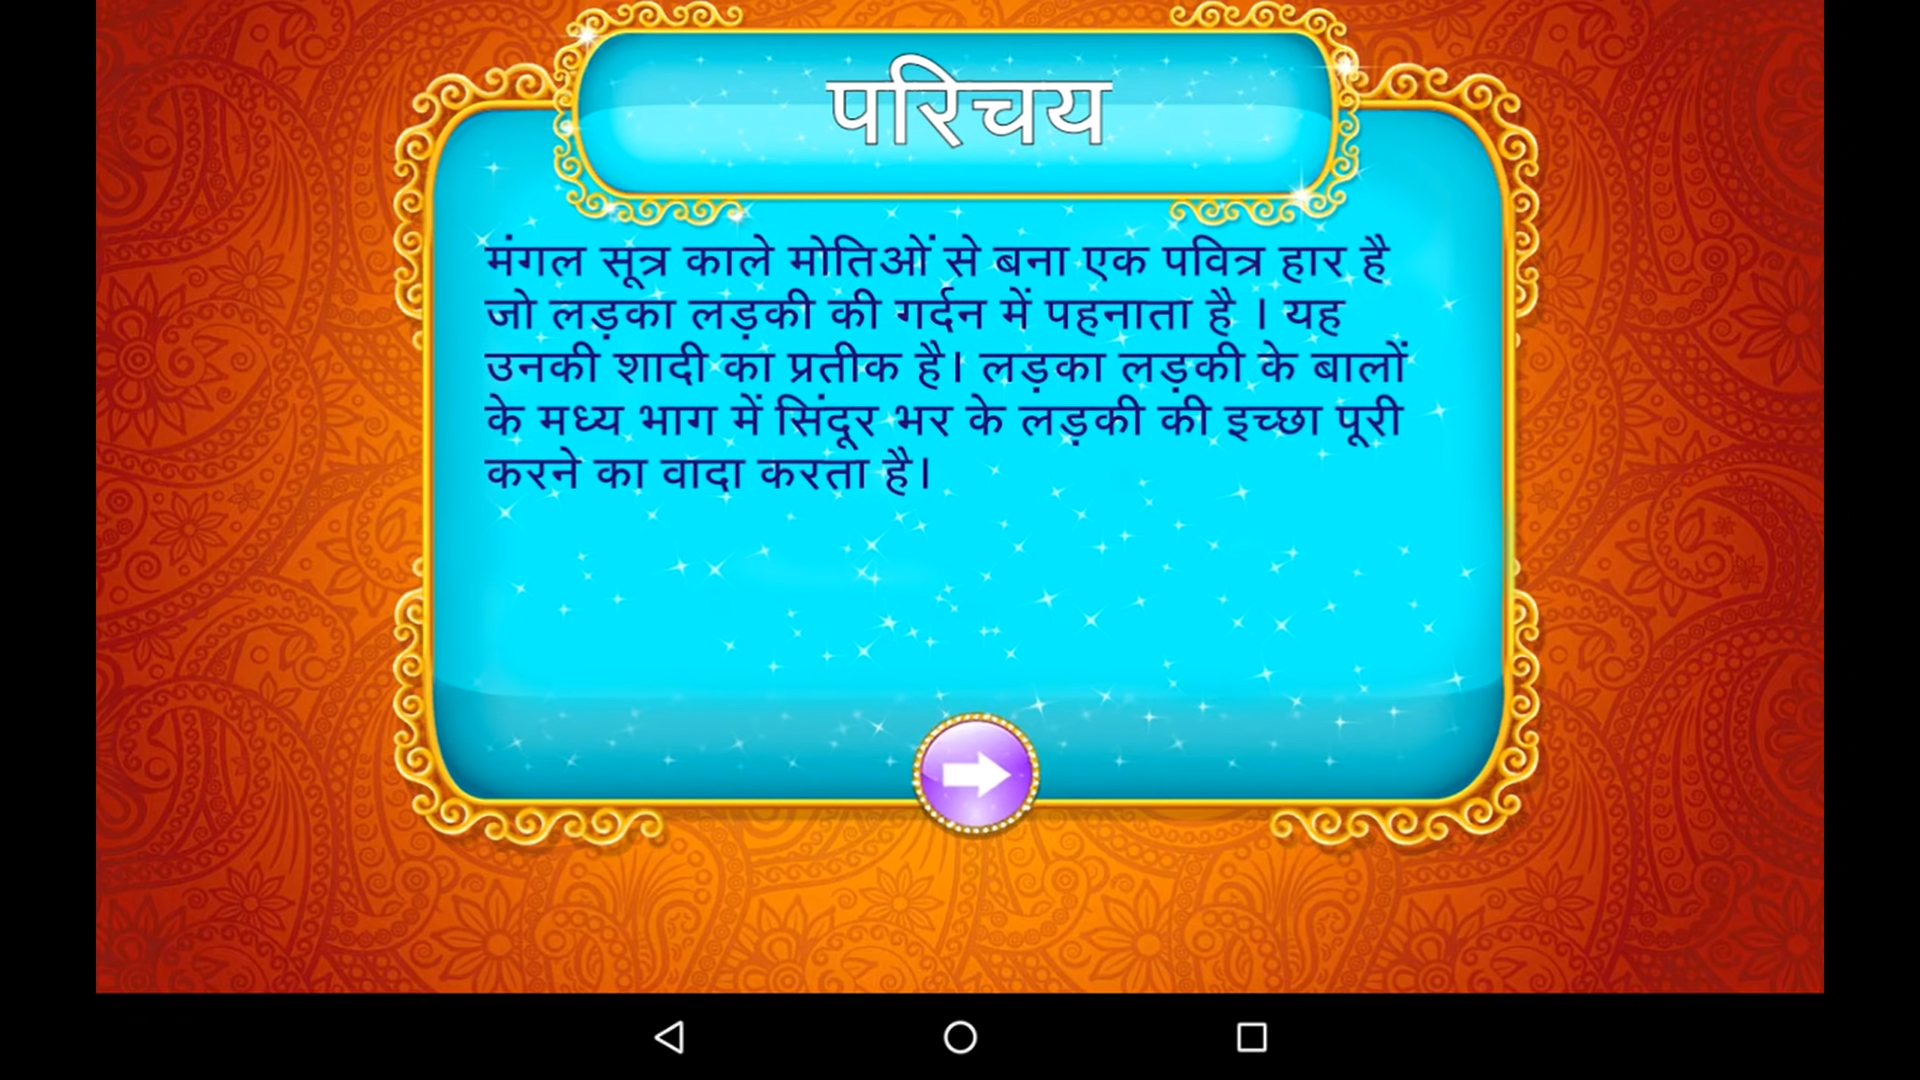 परिचय
मंगल सूत्र काले मोतिओं से बना एक पवित्र हार है
जो लड़का लड़की की गर्दन में पहनाता है । यह
उनकी शादी का प्रतीक है। लड़का लड़की के बालों
के मध्य भाग में सिंदूर भर के लड़की की इच्छा पूरी
करने का वादा करता है।